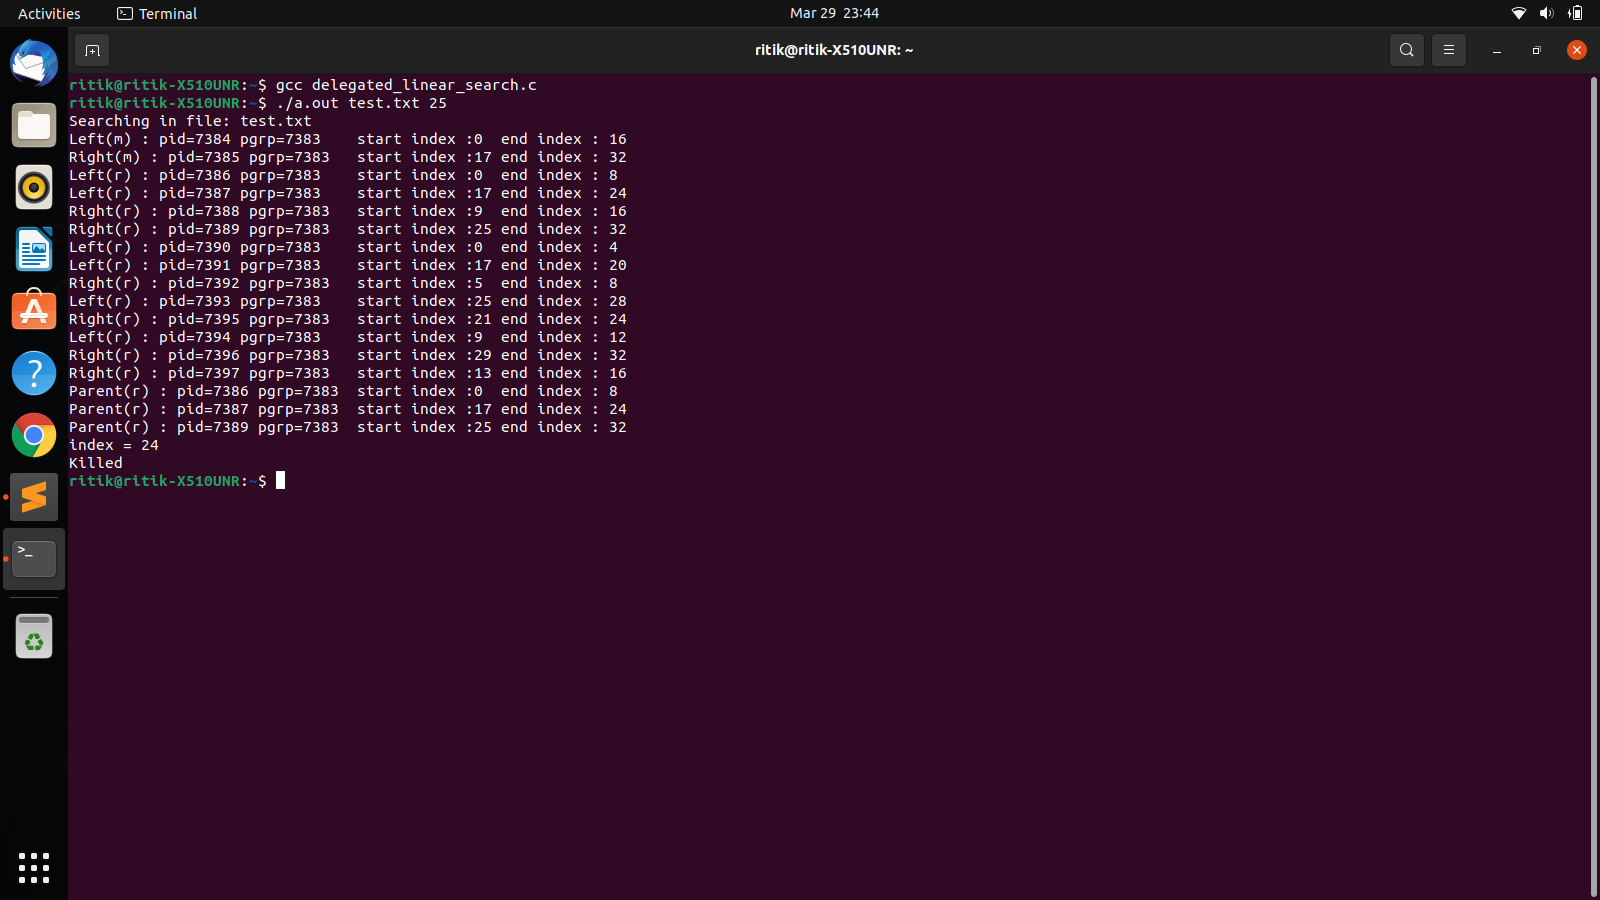 Activities
Terminal
Mar 29 23:44
ritik@ritik-X510UNR: ~
ritik@ritik-X510UNR:~$ gcc delegated_linear_search.c
ritik@ritik-X510UNR:~$ ./a.out test.txt 25
Searching in file: test.txt
Left(m) : pid=7384 pgrp=7383    start index :0  end index : 16
Right(m) : pid=7385 pgrp=7383   start index :17 end index : 32
Left(r) : pid=7386 pgrp=7383    start index :0  end index : 8
Left(r) : pid=7387 pgrp=7383    start index :17 end index : 24
Right(r) : pid=7388 pgrp=7383   start index :9  end index : 16
Right(r) : pid=7389 pgrp=7383   start index :25 end index : 32
Left(r) : pid=7390 pgrp=7383    start index :0  end index : 4
Left(r) : pid=7391 pgrp=7383    start index :17 end index : 20
Right(r) : pid=7392 pgrp=7383   start index :5  end index : 8
Left(r) : pid=7393 pgrp=7383    start index :25 end index : 28
Right(r) : pid=7395 pgrp=7383   start index :21 end index : 24
Left(r) : pid=7394 pgrp=7383    start index :9  end index : 12
Right(r) : pid=7396 pgrp=7383   start index :29 end index : 32
Right(r) : pid=7397 pgrp=7383   start index :13 end index : 16
Parent(r) : pid=7386 pgrp=7383  start index :0  end index : 8
Parent(r) : pid=7387 pgrp=7383  start index :17 end index : 24
Parent(r) : pid=7389 pgrp=7383  start index :25 end index : 32
index = 24
Killed
ritik@ritik-X510UNR:~$